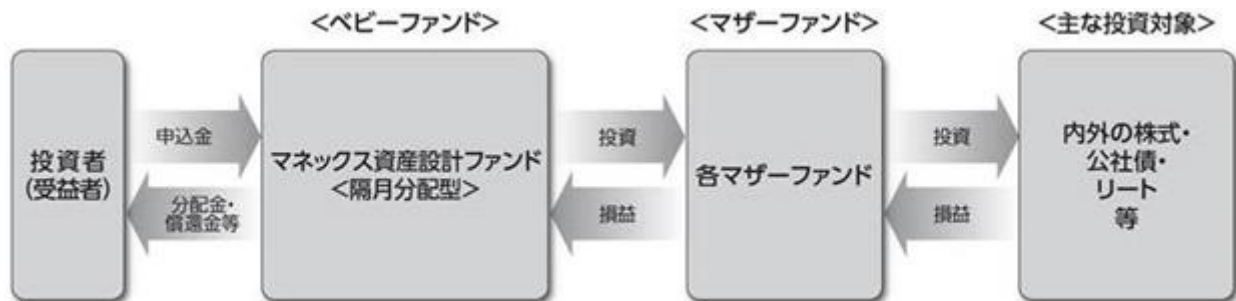 <ベビーファンド>
<マザーファンド>
<主な投資対象>
投資者
(受益者)
申込金
分配金・
償還金等
マネックス資産設計ファンド
<隔月分配型>
投資
損益
各マザーファンド
投資
損益
内外の株式・
公社債・
リート
等